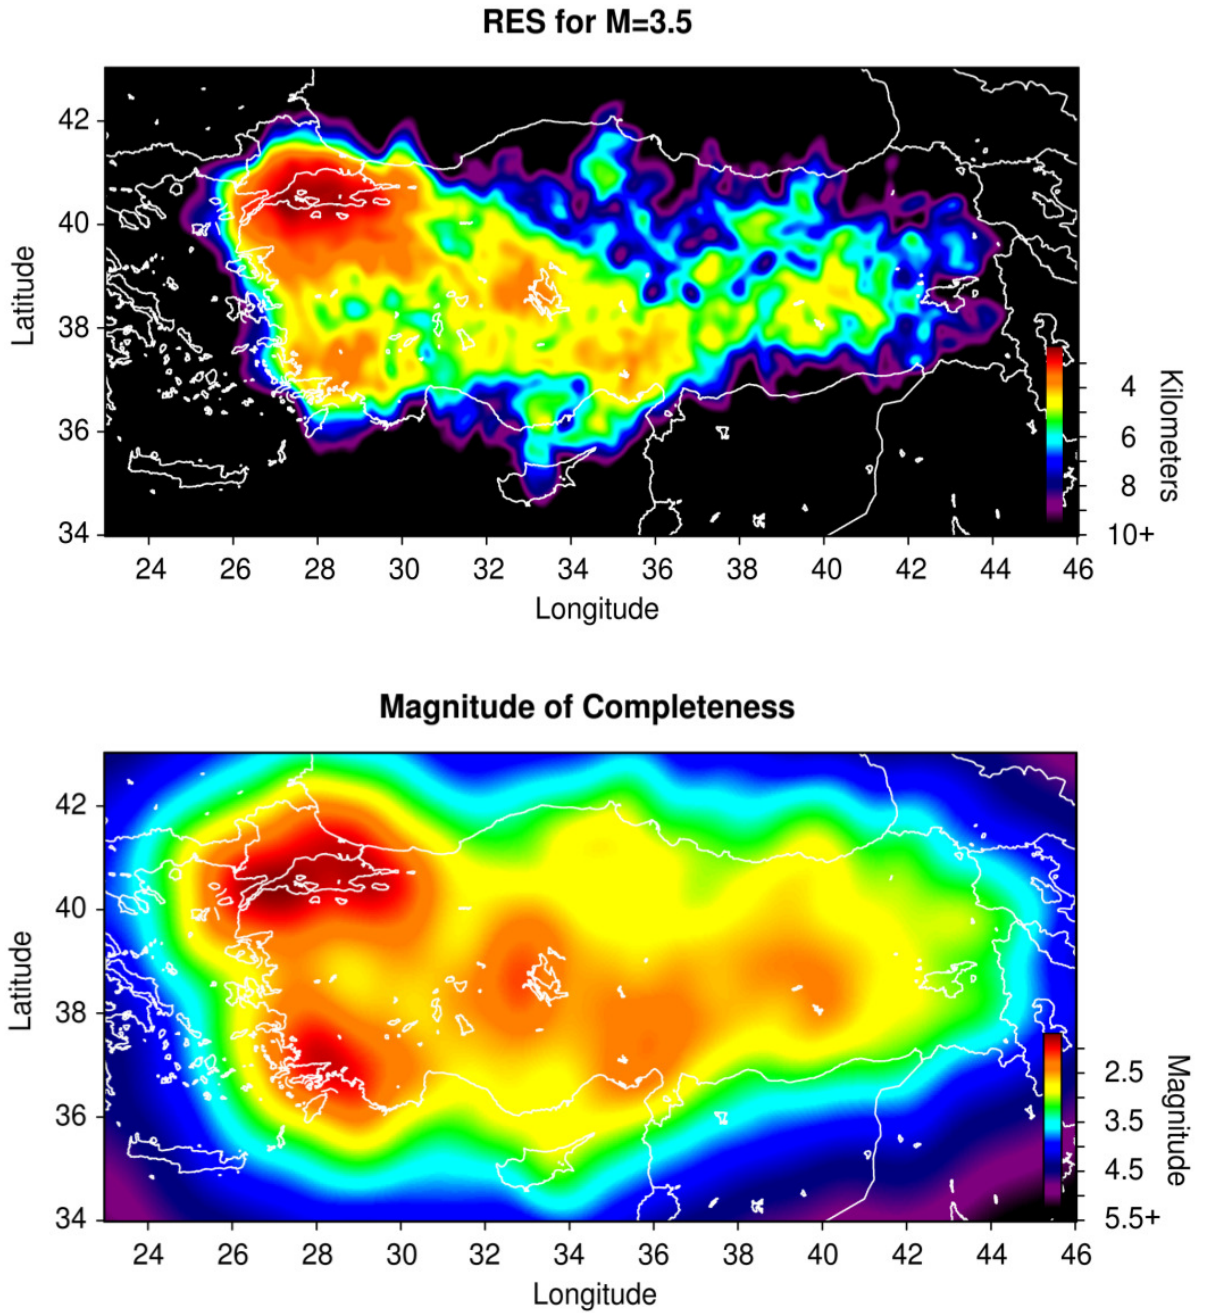 RES for M=3.5
42
40
38
36
34
Latitude
24 26 28 30 32 34 36 38 40 42 44 46
Longitude
4
6
8
10+
Kilometers
Magnitude of Completeness
42
40
38
36
34
Latitude
24 26 28 30 32 34 36 38 40 42 44 46
Longitude
2.5
3.5
4.5
5.5+
Magnitude